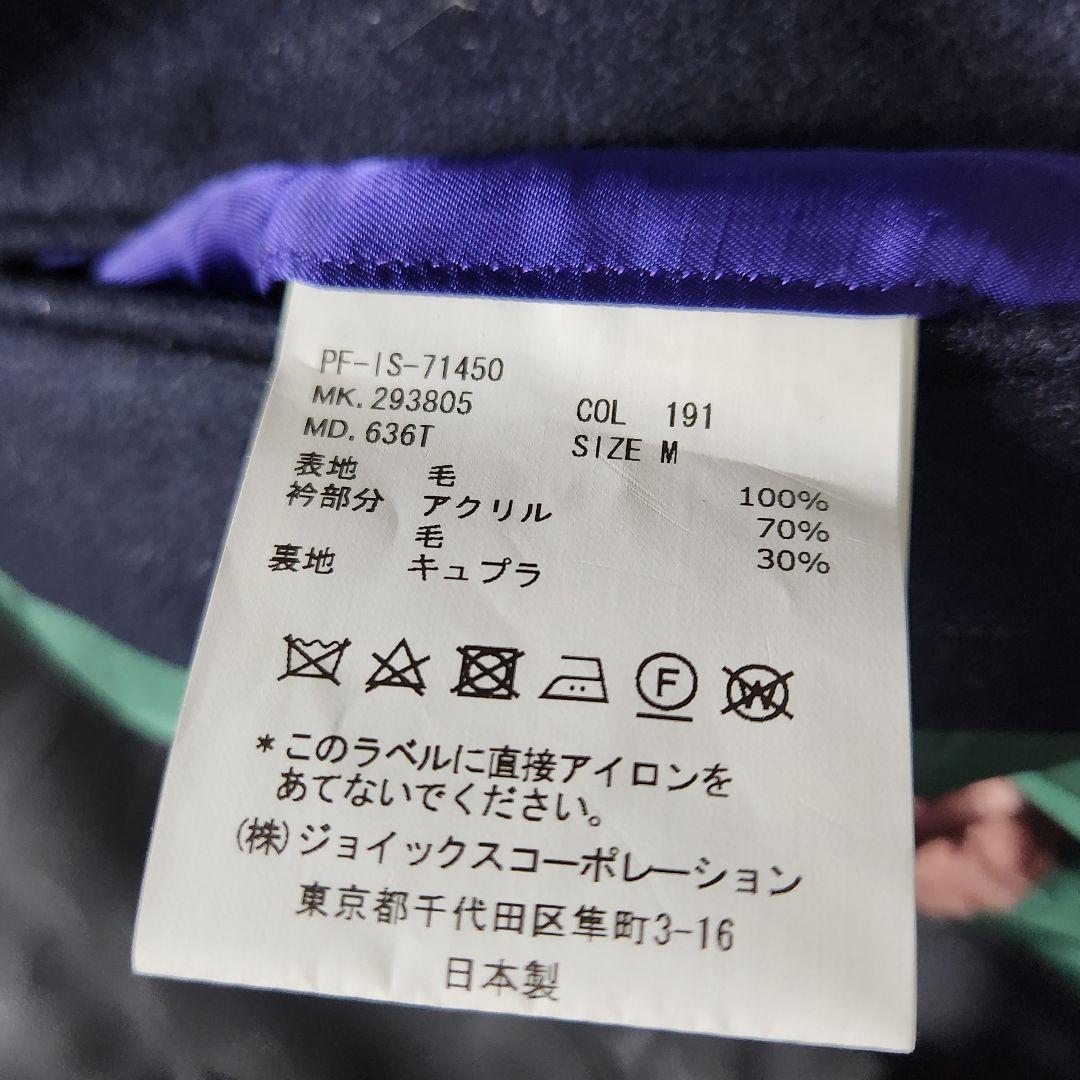 PF-IS-71450
MK. 293805 COL 191
MD. 636T SIZE M
表地 毛 100%
衿部分 アクリル 70%
毛 30%
裏地 キュプラ
F W
*このラベルに直接アイロンを
あてないでください。
(株)ジョイックスコーポレーション
東京都千代田区隼町3-16
日本製